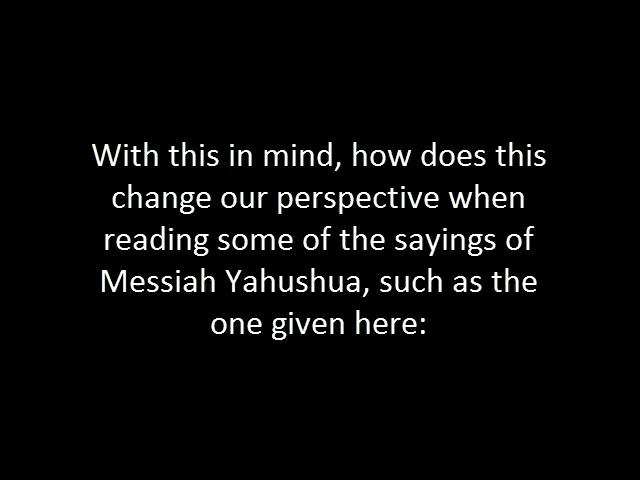 With this in mind, how does this
change our perspective when
reading some of the sayings of
Messiah Yahushua, such as the
one given here: